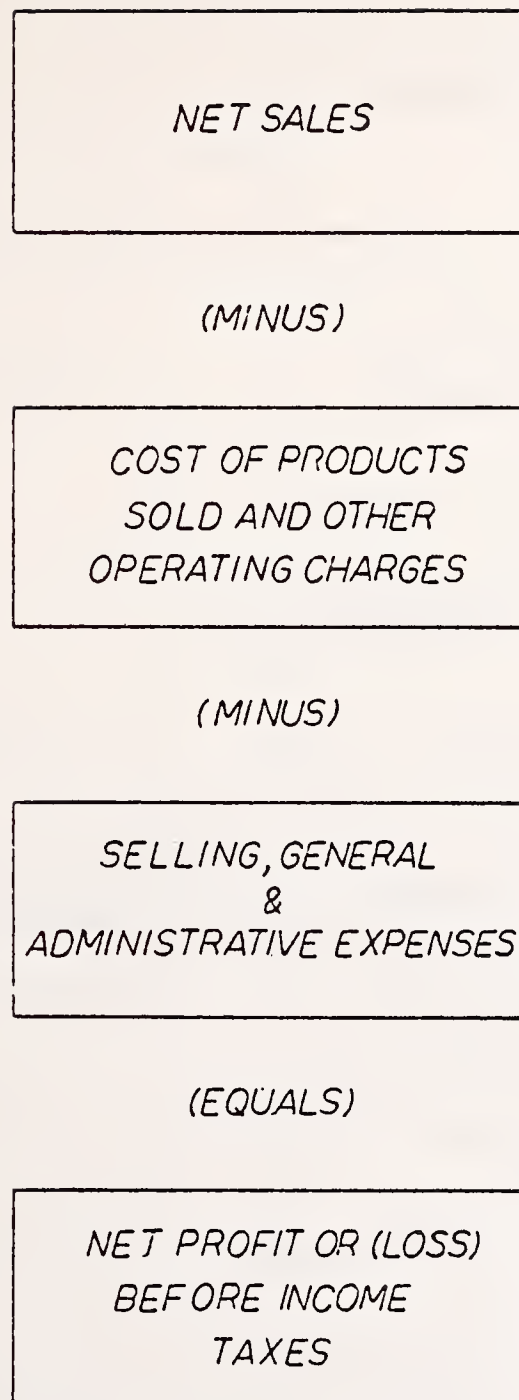 NET SALES
(MINUS)
COST OF PRODUCTS
SOLD AND OTHER
OPERATING CHARGES
(MINUS)
SELLING, GENERAL
&
ADMINISTRATIVE EXPENSES
(EQUALS)
NET PROFIT OR (LOSS)
BEFORE INCOME
TAXES